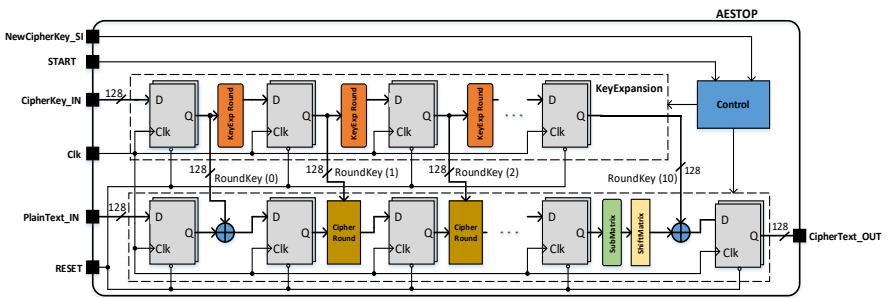 AESTOP
NewCipherKey_SI
START
KeyExpansion
CipherKey_IN
128
D
Q
Clk
KeyExp Round
D
Q
Clk
KeyExp Round
D
Q
Clk
KeyExp Round
...
D
Q
Clk
Control
Clk
128
RoundKey (0)
128
RoundKey (1)
128
RoundKey (2)
RoundKey (10)
128
PlainText_IN
128
D
Q
Clk
D
Q
Clk
Cipher
Round
D
Q
Clk
Cipher
Round
...
D
Q
Clk
SubMatrix
ShiftMatrix
D
Q
Clk
128
CipherText_OUT
RESET